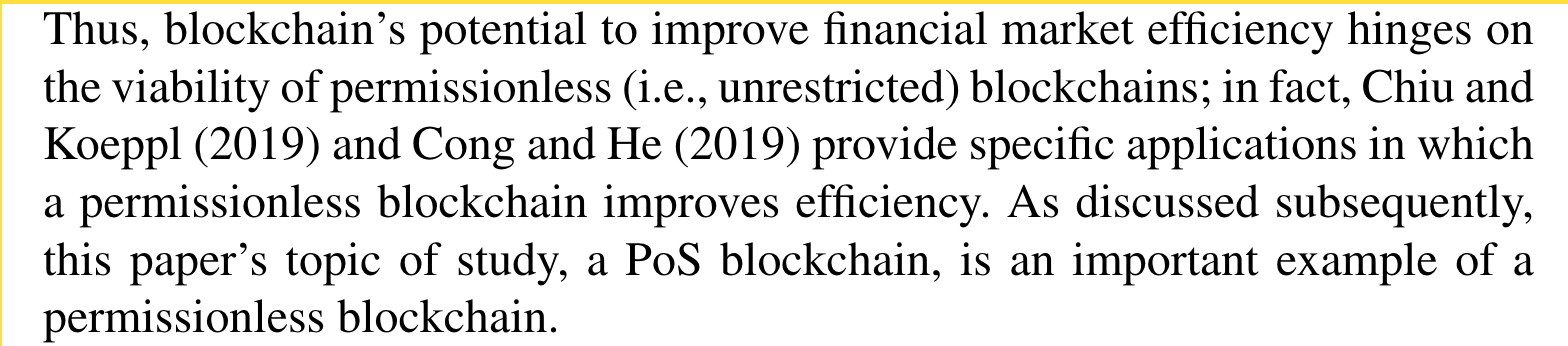 Thus, blockchain’s potential to improve financial market efficiency hinges on
the viability of permissionless (i.e., unrestricted) blockchains; in fact, Chiu and
Koeppl (2019) and Cong and He (2019) provide specific applications in which
a permissionless blockchain improves efficiency. As discussed subsequently,
this paper’s topic of study, a PoS blockchain, is an important example of a
permissionless blockchain.